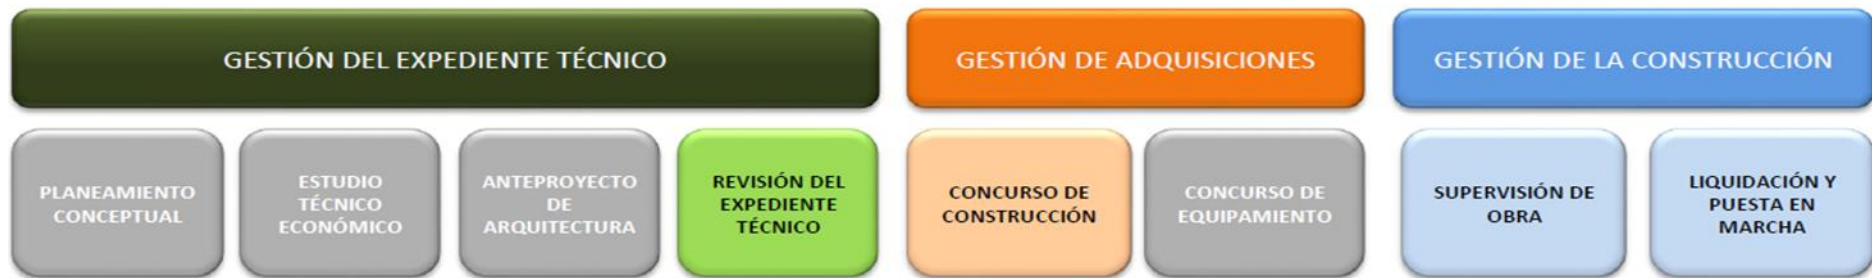 GESTIÓN DEL EXPEDIENTE TÉCNICO
GESTIÓN DE ADQUISICIONES
GESTIÓN DE LA CONSTRUCCIÓN
PLANEAMIENTO
CONCEPTUAL
ESTUDIO
TÉCNICO
ECONÓMICO
ANTEPROYECTO
DE
ARQUITECTURA
REVISIÓN DEL
EXPEDIENTE
TÉCNICO
CONCURSO DE
CONSTRUCCIÓN
CONCURSO DE
EQUIPAMIENTO
SUPERVISIÓN DE
OBRA
LIQUIDACIÓN Y
PUESTA EN
MARCHA